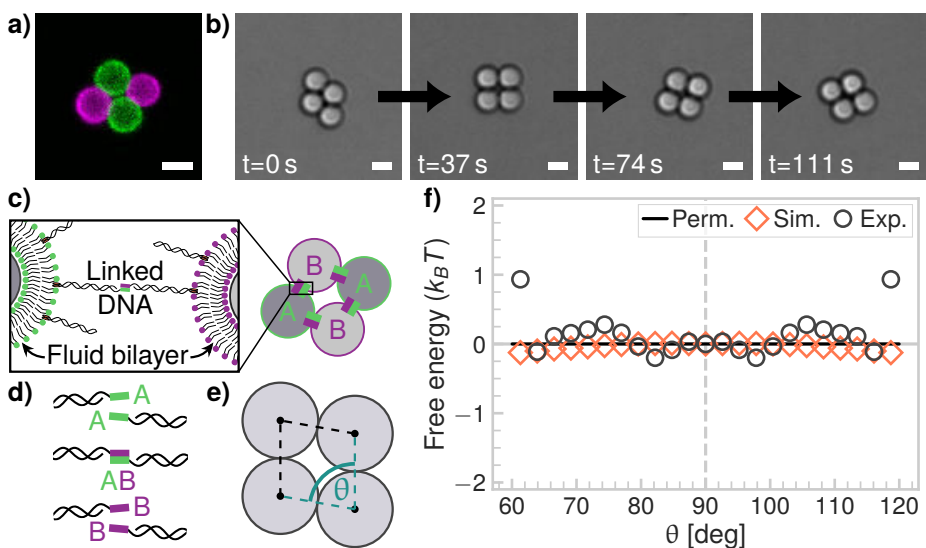 a)
b)
t=0 s
t=37 s
t=74 s
t=111 s
c)
Linked
DNA
Fluid bilayer
B
A
A
B
d)
A
A
AB
B
B
e)
θ
f)
Perm. Sim. Exp.
Free energy (k_BT)
2
1
0
−1
−2
60 70 80 90 100 110 120
θ [deg]